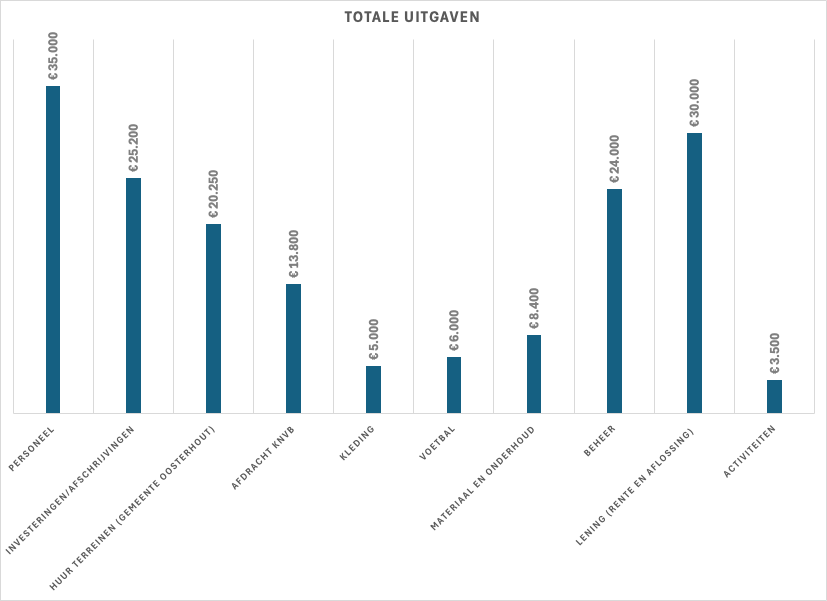 TOTALE UITGAVEN
€ 35.000
€ 25.200
€ 20.250
€ 13.800
€ 5.000
€ 6.000
€ 8.400
€ 24.000
€ 30.000
€ 3.500
PERSONEEL
INVESTERINGEN/AFSCHRIJVINGEN
HUUR TERREINEN (GEMEENTE OOSTERHOUT)
AFDRACHT KNVB
KLEDING
VOETBAL
MATERIAAL EN ONDERHOUD
BEHEER
LENING (RENTE EN AFLOSSING)
ACTIVITEITEN